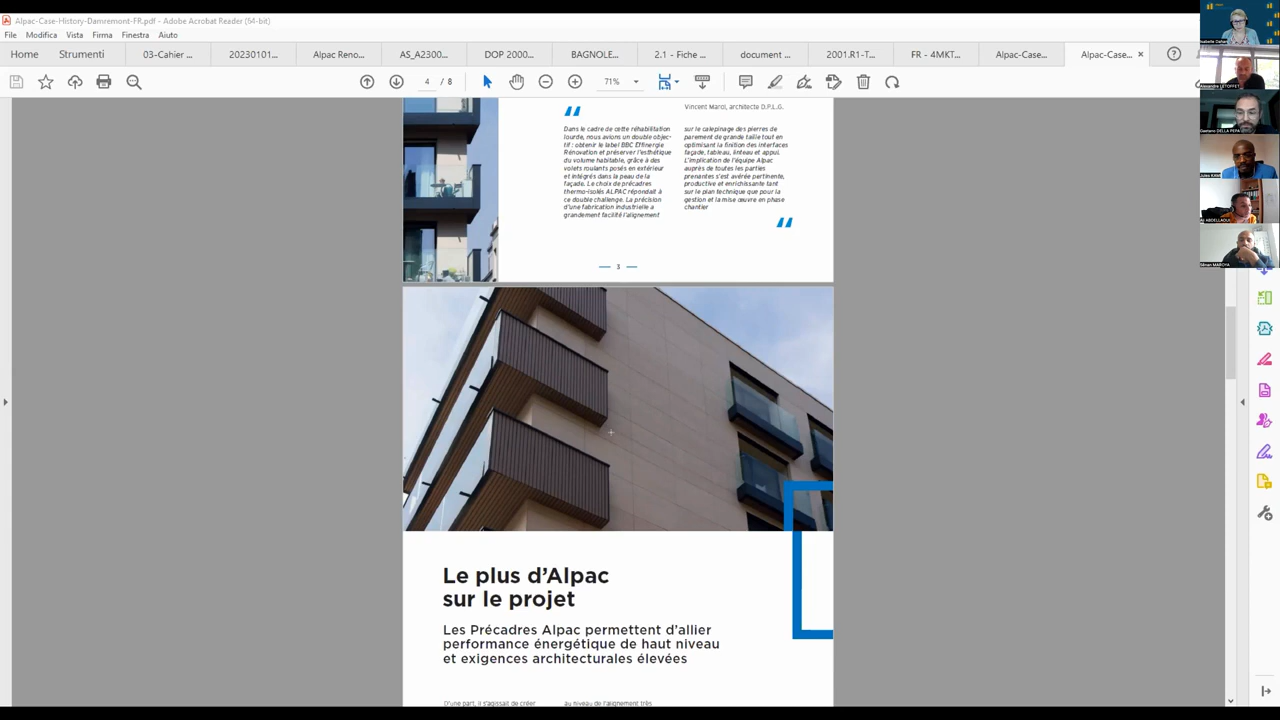 Alpac-Case-History-Damremont-FR.pdf - Adobe Acrobat Reader (64-bit)
File Modifica Vista Firma Finestra Aiuto
Home Strumenti 03-Cahier ... 20230101... Alpac Reno... AS_A2300... BAGNOLE... 2.1 - Fiche ... document ... 2001.R1-T... FR - 4MKT... Alpac-Case... Alpac-Case... ×
4 / 8 71%
Vincent Marol, architecte D.P.L.G.
Dans le cadre de cette réhabilitation
lourde, nous avions un double objec-
tif : obtenir le label BBC Effinergie
Rénovation et préserver l'esthétique
du volume habitable, grâce à des
volets roulants posés en extérieur
et intégrés dans la peau de la
façade. Le choix de précadres
thermo-isolés ALPAC répondait à
ce double challenge. La précision
d'une fabrication industrielle a
grandement facilité l'alignement
sur le calepinage des pierres de
parement de grande taille tout en
optimisant la finition des interfaces
façade, tableau, linteau et appui.
L'implication de l'équipe Alpac
auprès de toutes les parties
prenantes s'est avérée pertinente,
productive et enrichissante tant
sur le plan technique que pour la
gestion et la mise œuvre en phase
chantier
3
Le plus d'Alpac
sur le projet
Les Précadres Alpac permettent d'allier
performance énergétique de haut niveau
et exigences architecturales élevées
D'une part, il s'agissait de créer
au niveau de l'alignement très
Alexandre LETOFFET
Gaetano DELLA PEPA